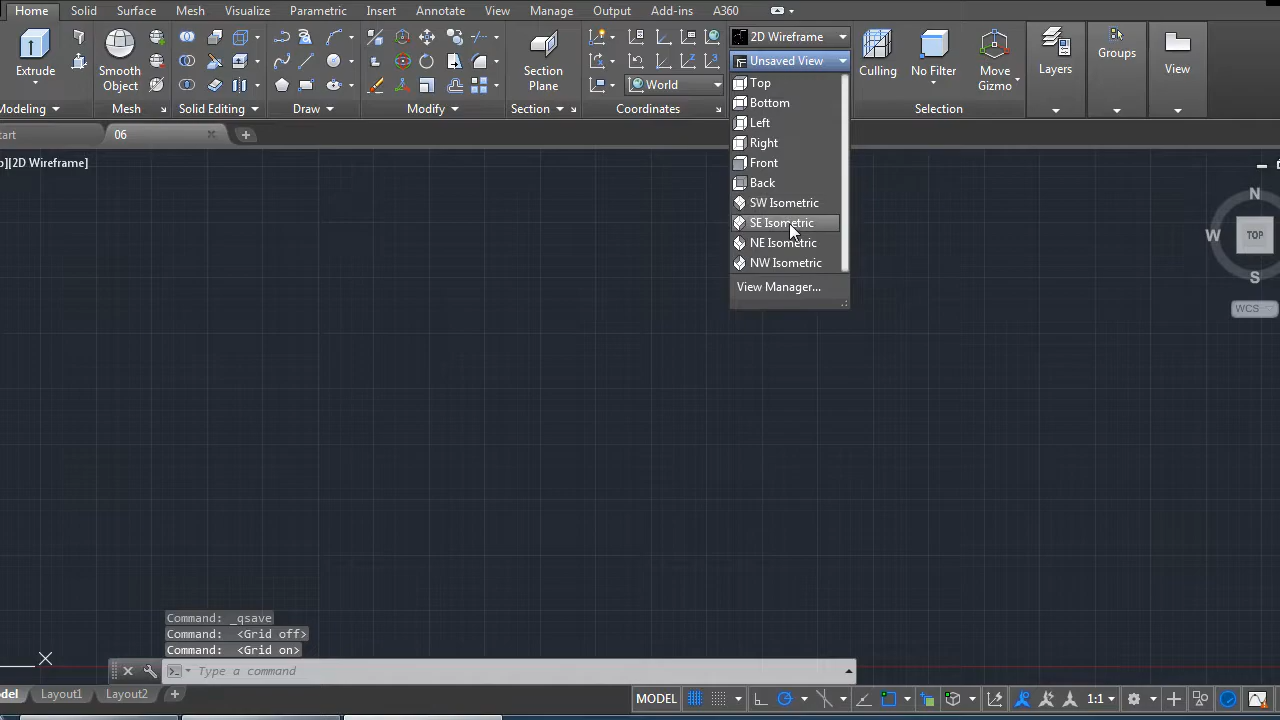 Home Solid Surface Mesh Visualize Parametric Insert Annotate View Manage Output Add-ins A360
2D Wireframe
Unsaved View
Extrude
Smooth
Object
Section
Plane
World
Culling
No Filter
Move
Gizmo
Layers
Groups
View
Modeling
Mesh
Solid Editing
Draw
Modify
Section
Coordinates
Selection
Top
Bottom
Left
Right
Front
Back
SW Isometric
SE Isometric
NE Isometric
NW Isometric
View Manager...
tart
06
p][2D Wireframe]
N
W
TOP
S
WCS
Command: _qsave
Command: <Grid off>
Command: <Grid on>
Type a command
odel Layout1 Layout2
MODEL
1:1